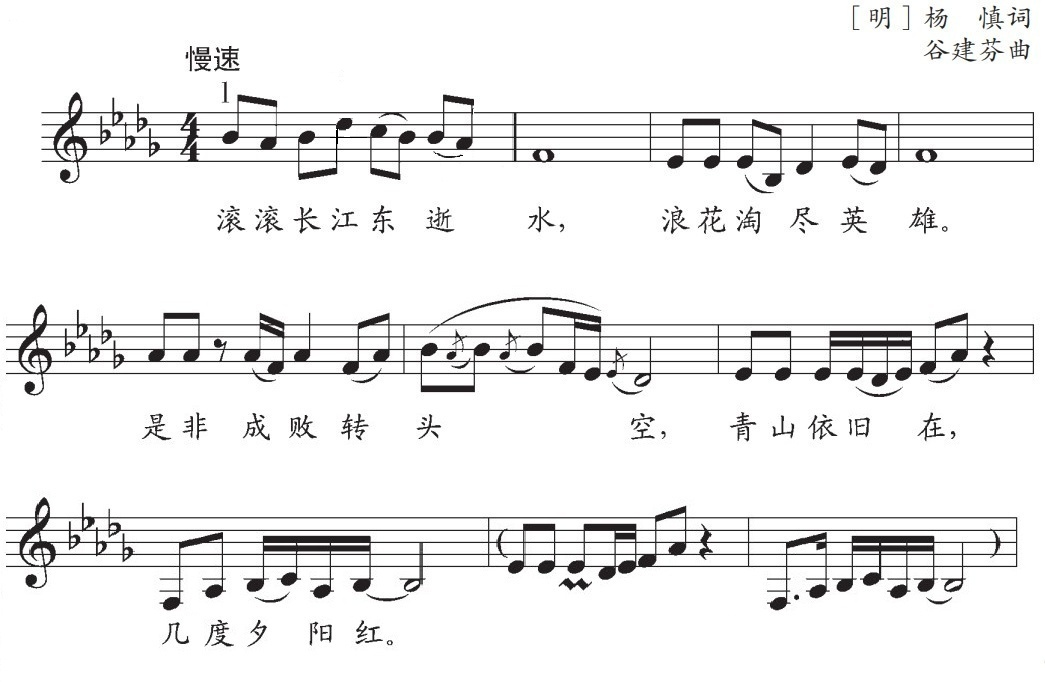 [明]杨 慎词
谷建芬曲
慢速
1
4
4
滚滚长江东 逝 水， 浪花淘 尽英 雄。
是非 成败转 头 空， 青山依旧 在，
几度夕 阳红。